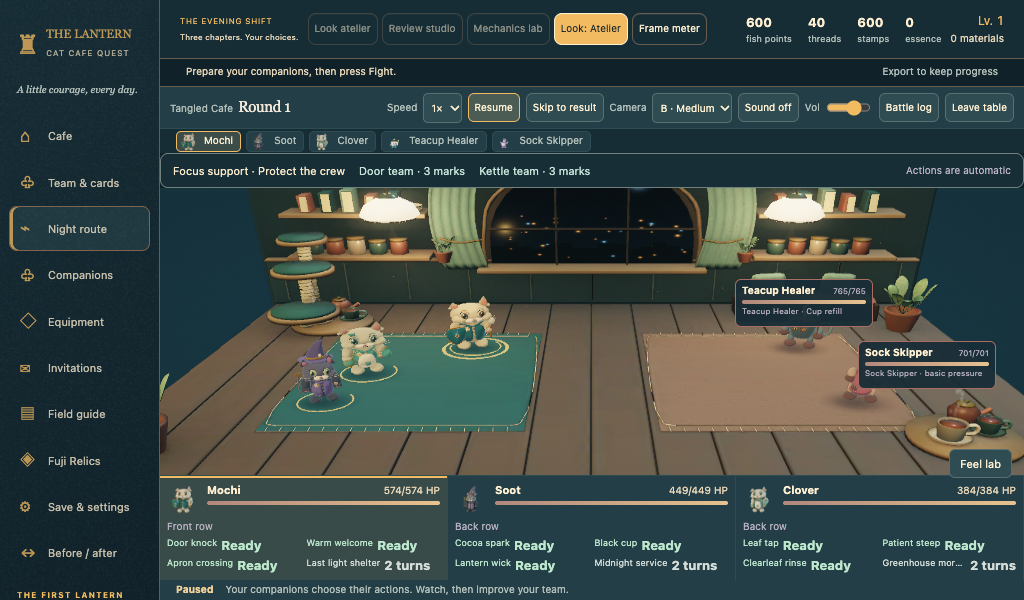 THE LANTERN
CAT CAFE QUEST
A little courage, every day.
Cafe
Team & cards
Night route
Companions
Equipment
Invitations
Field guide
Fuji Relics
Save & settings
Before / after
THE FIRST LANTERN
THE EVENING SHIFT
Three chapters. Your choices.
Look atelier
Review studio
Mechanics lab
Look: Atelier
Frame meter
600 fish points
40 threads
600 stamps
0 essence
Lv. 1
0 materials
Prepare your companions, then press Fight.
Export to keep progress
Tangled Cafe Round 1
Speed 1x
Resume
Skip to result
Camera B · Medium
Sound off
Vol
Battle log
Leave table
Mochi
Soot
Clover
Teacup Healer
Sock Skipper
Focus support · Protect the crew
Door team · 3 marks
Kettle team · 3 marks
Actions are automatic
Teacup Healer 765/765
Teacup Healer · Cup refill
Sock Skipper 701/701
Sock Skipper · basic pressure
Feel lab
Mochi 574/574 HP
Front row
Door knock Ready
Warm welcome Ready
Apron crossing Ready
Last light shelter 2 turns
Soot 449/449 HP
Back row
Cocoa spark Ready
Black cup Ready
Lantern wick Ready
Midnight service 2 turns
Clover 384/384 HP
Back row
Leaf tap Ready
Patient steep Ready
Clearleaf rinse Ready
Greenhouse mor... 2 turns
Paused Your companions choose their actions. Watch, then improve your team.